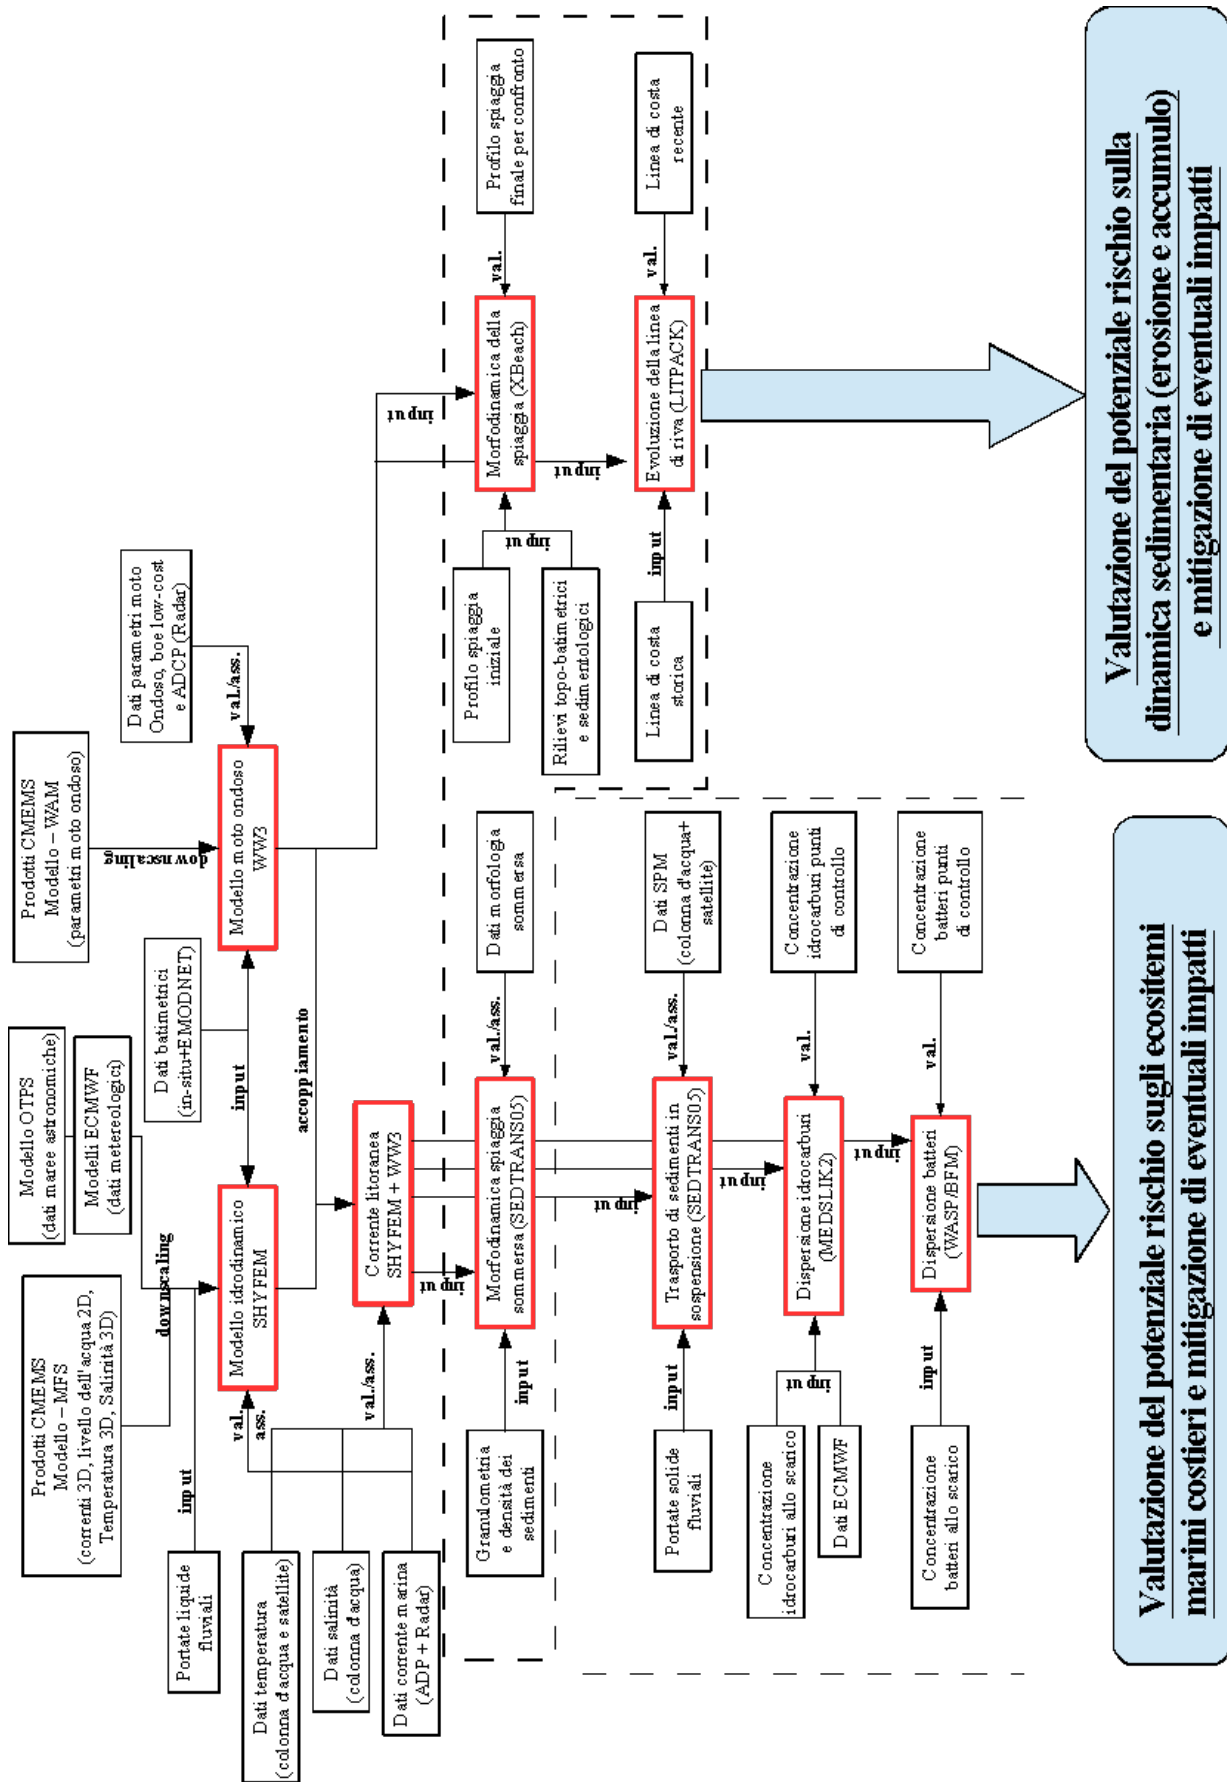 Prodotti CMEMS
Modello – MFS
(correnti 3D, livello dell'acqua 2D,
Temperatura 3D, Salinità 3D)
Modello OTPS
(dati maree astronomiche)
Modelli ECMWF
(dati metereologici)
Prodotti CMEMS
Modello – WAM
(parametri moto ondoso)
Dati parametri moto
Ondoso, boe low-cost
e ADCP (Radar)
Dati batimetrici
(in-situ+EMODNET)
Portate liquide
fluviali
input
downscaling
downscaling
val./ass.
input
Modello idrodinamico
SHYFEM
Modello moto ondoso
WW3
val.
ass.
accoppiamento
Dati temperatura
(colonna d'acqua e satellite)
Dati salinità
(colonna d'acqua)
Dati corrente marina
(ADP + Radar)
val./ass.
Corrente litoranea
SHYFEM + WW3
input
input
Granulometria
e densità dei
sedimenti
input
Morfodinamica spiaggia
sommersa (SEDTRANS05)
val./ass.
Dati morfologia
sommersa
Profilo spiaggia
iniziale
Rilievi topo-batimetrici
e sedimentologici
input
Morfodinamica della
spiaggia (XBeach)
val.
Profilo spiaggia
finale per confronto
input
Linea di costa
storica
input
Evoluzione della linea
di riva (LITPACK)
val.
Linea di costa
recente
input
Portate solide
fluviali
input
Trasporto di sedimenti in
sospensione (SEDTRANS05)
val./ass.
Dati SPM
(colonna d'acqua+
satellite)
input
Concentrazione
idrocarburi allo scarico
Dati ECMWF
input
Dispersione idrocarburi
(MEDSLIK2)
val.
Concentrazione
idrocarburi punti
di controllo
input
Concentrazione
batteri allo scarico
input
Dispersione batteri
(WASP/BFM)
val.
Concentrazione
batteri punti
di controllo
Valutazione del potenziale rischio sugli ecositemi
marini costieri e mitigazione di eventuali impatti
Valutazione del potenziale rischio sulla
dinamica sedimentaria (erosione e accumulo)
e mitigazione di eventuali impatti